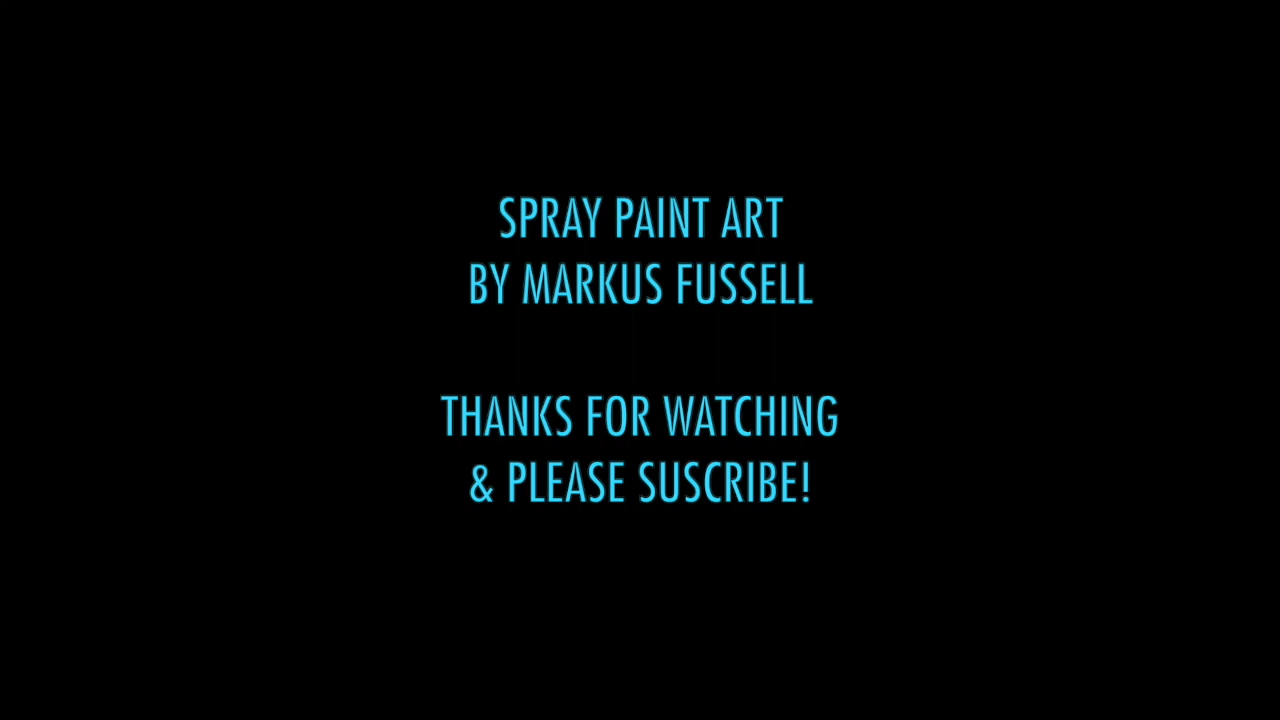 SPRAY PAINT ART
BY MARKUS FUSSELL
THANKS FOR WATCHING
& PLEASE SUSCRIBE!